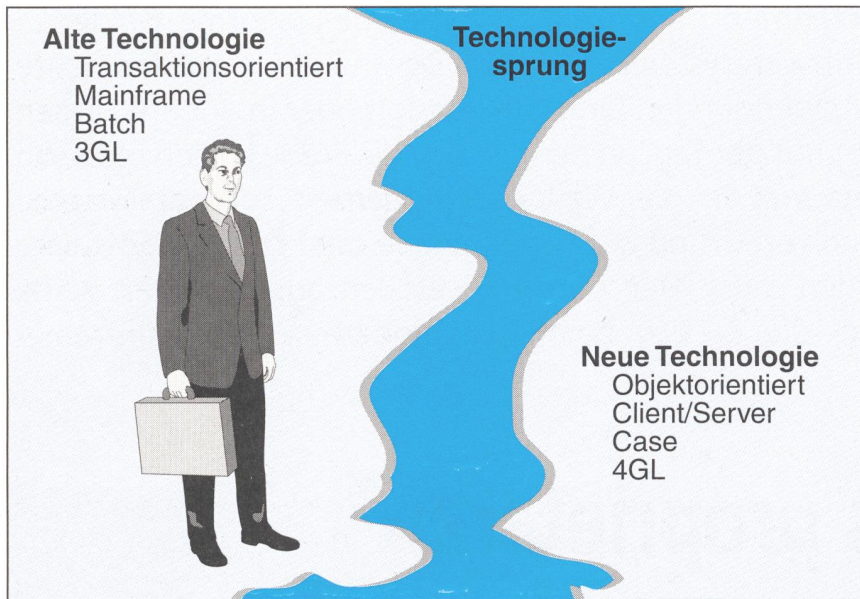 Alte Technologie
Transaktionsorientiert
Mainframe
Batch
3GL
Technologie-
sprung
Neue Technologie
Objektorientiert
Client/Server
Case
4GL